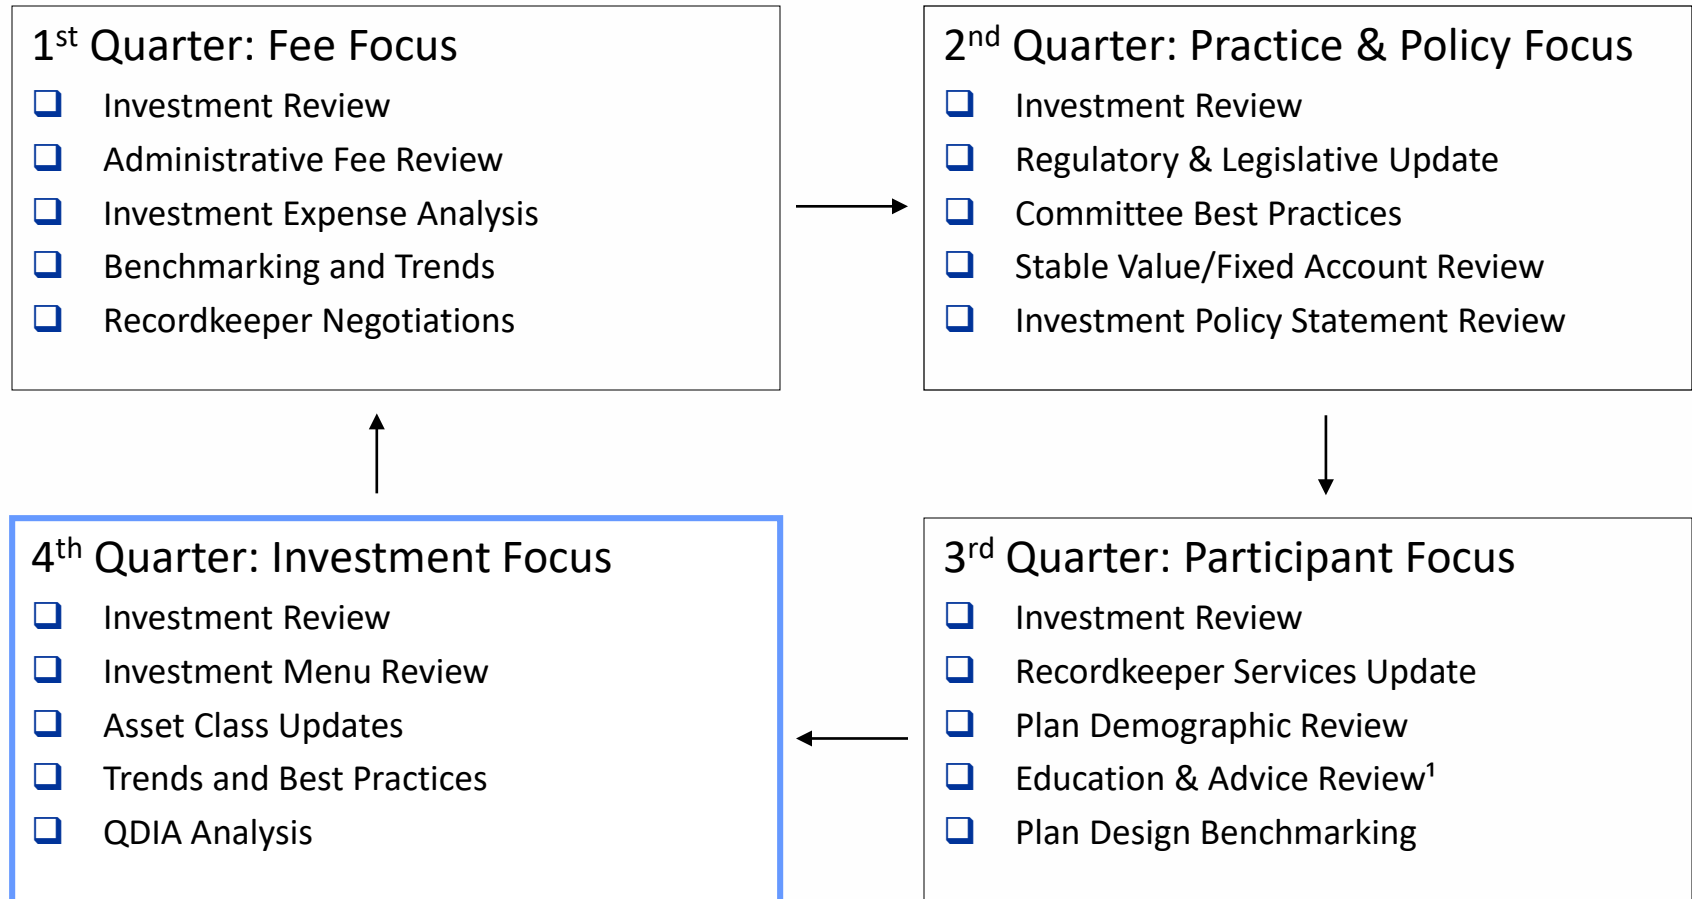 1st Quarter: Fee Focus
Investment Review
Administrative Fee Review
Investment Expense Analysis
Benchmarking and Trends
Recordkeeper Negotiations
2nd Quarter: Practice & Policy Focus
Investment Review
Regulatory & Legislative Update
Committee Best Practices
Stable Value/Fixed Account Review
Investment Policy Statement Review
3rd Quarter: Participant Focus
Investment Review
Recordkeeper Services Update
Plan Demographic Review
Education & Advice Review¹
Plan Design Benchmarking
4th Quarter: Investment Focus
Investment Review
Investment Menu Review
Asset Class Updates
Trends and Best Practices
QDIA Analysis